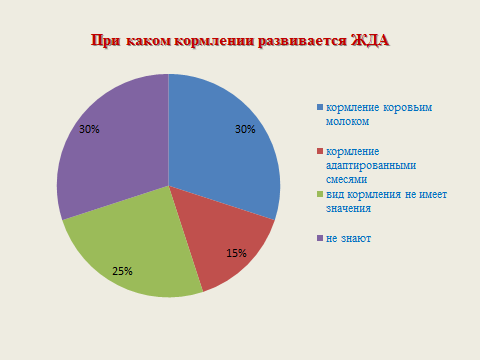 При каком кормлении развивается ЖДА
30%
30%
15%
25%
кормление коровьим
молоком
кормление
адаптированными
смесями
вид кормления не имеет
значения
не знают